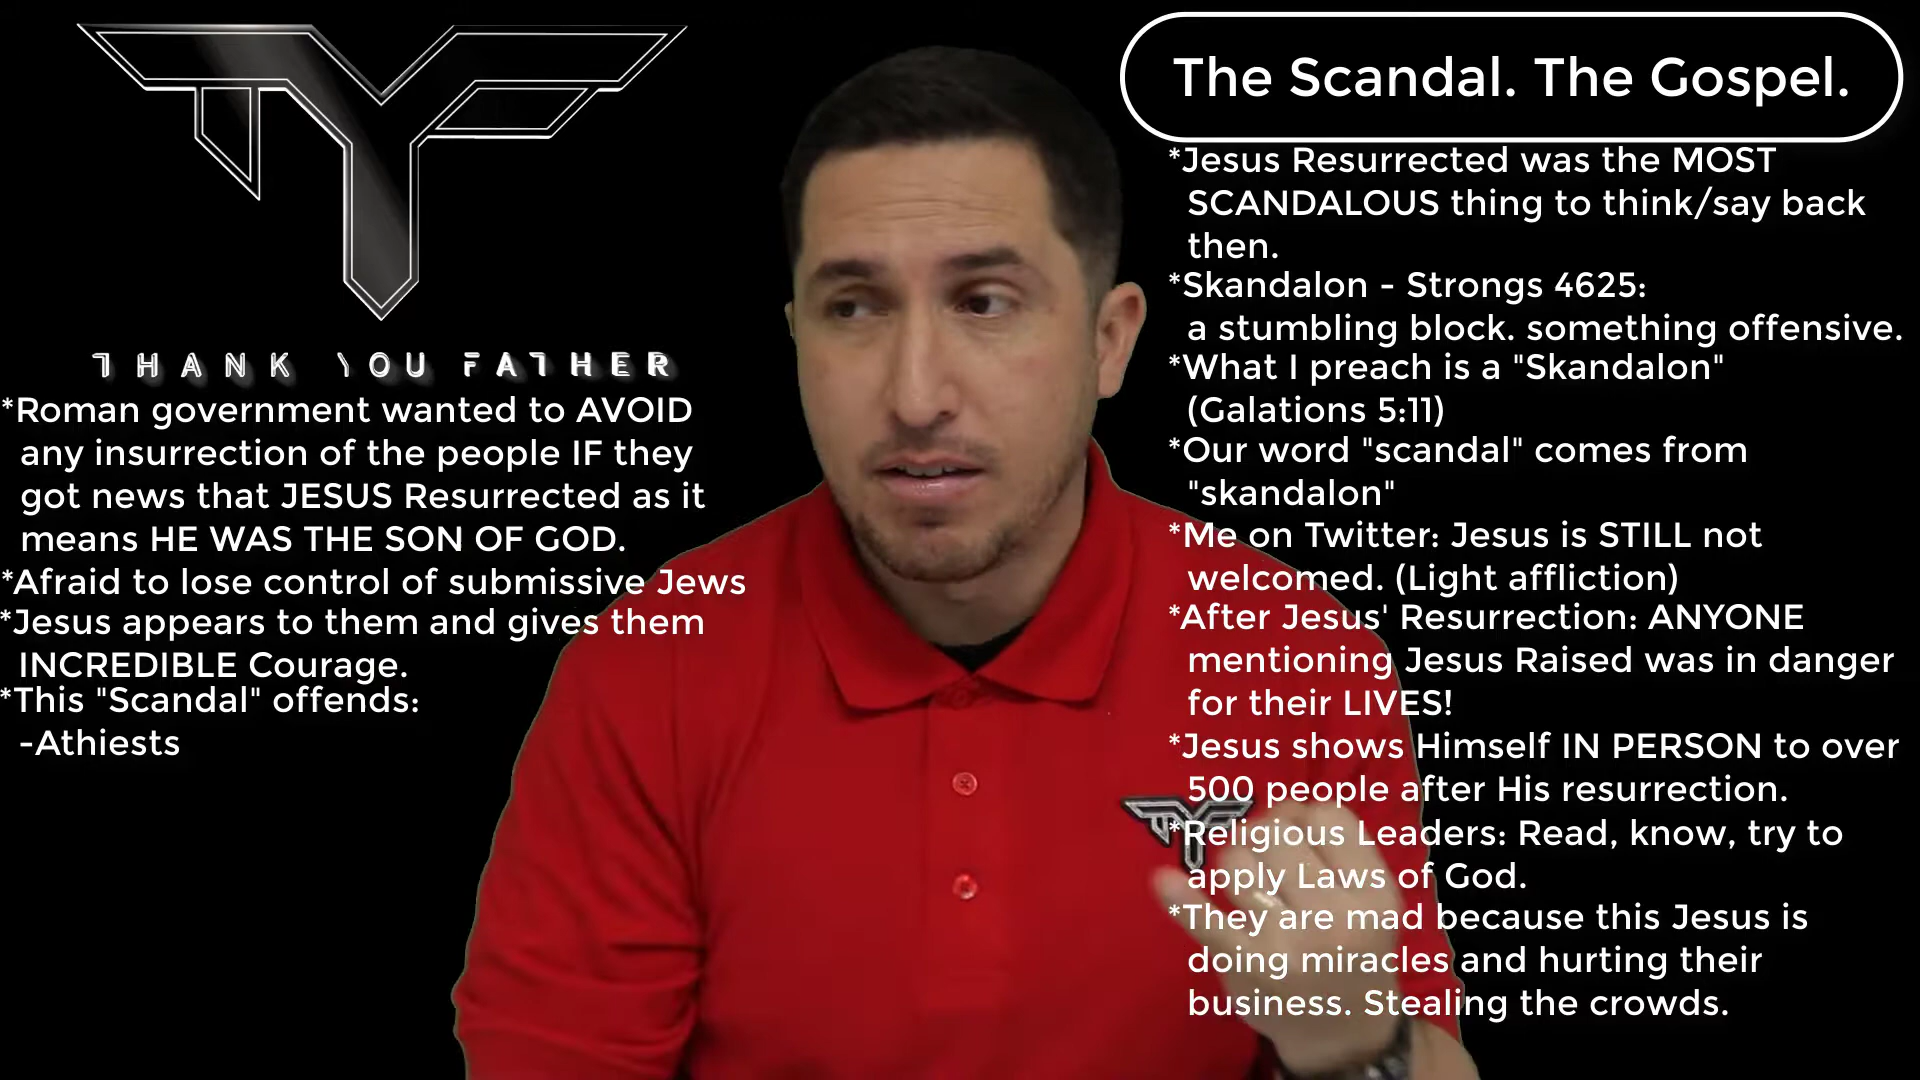 THANK YOU FATHER
*Roman government wanted to AVOID
any insurrection of the people IF they
got news that JESUS Resurrected as it
means HE WAS THE SON OF GOD.
*Afraid to lose control of submissive Jews
*Jesus appears to them and gives them
INCREDIBLE Courage.
*This "Scandal" offends:
-Athiests
The Scandal. The Gospel.
*Jesus Resurrected was the MOST
SCANDALOUS thing to think/say back
then.
*Skandalon - Strongs 4625:
a stumbling block. something offensive.
*What I preach is a "Skandalon"
(Galations 5:11)
*Our word "scandal" comes from
"skandalon"
*Me on Twitter: Jesus is STILL not
welcomed. (Light affliction)
*After Jesus' Resurrection: ANYONE
mentioning Jesus Raised was in danger
for their LIVES!
*Jesus shows Himself IN PERSON to over
500 people after His resurrection.
*Religious Leaders: Read, know, try to
apply Laws of God.
*They are mad because this Jesus is
doing miracles and hurting their
business. Stealing the crowds.